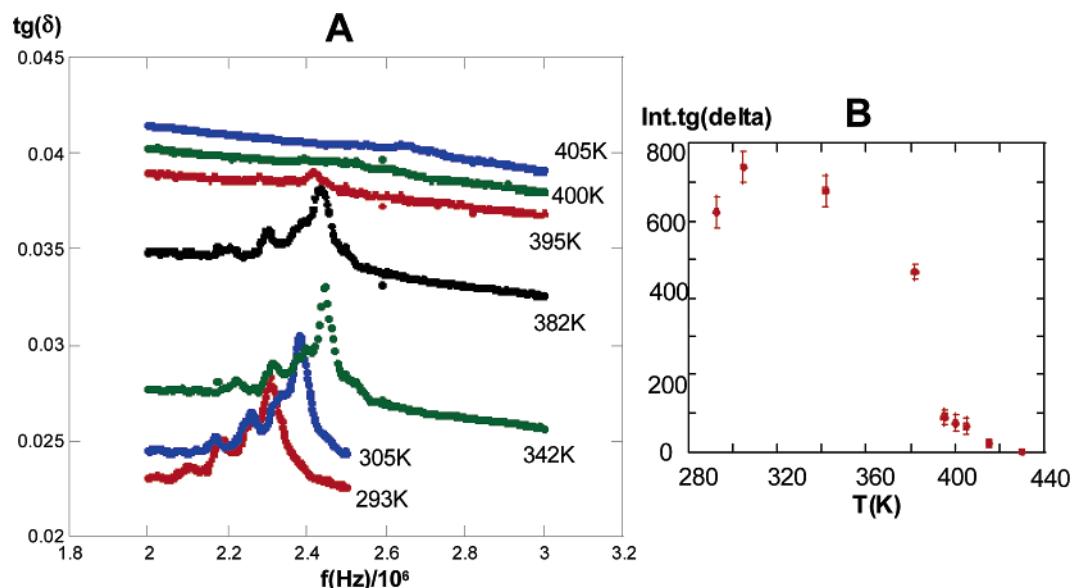 tg(δ)
A
0.045
0.04
0.035
0.03
0.025
0.02
405K
400K
395K
382K
342K
305K
293K
1.8 2 2.2 2.4 2.6 2.8 3 3.2
f(Hz)/10⁶
Int.tg(delta)
B
800
600
400
200
0
280 320 360 400 440
T(K)